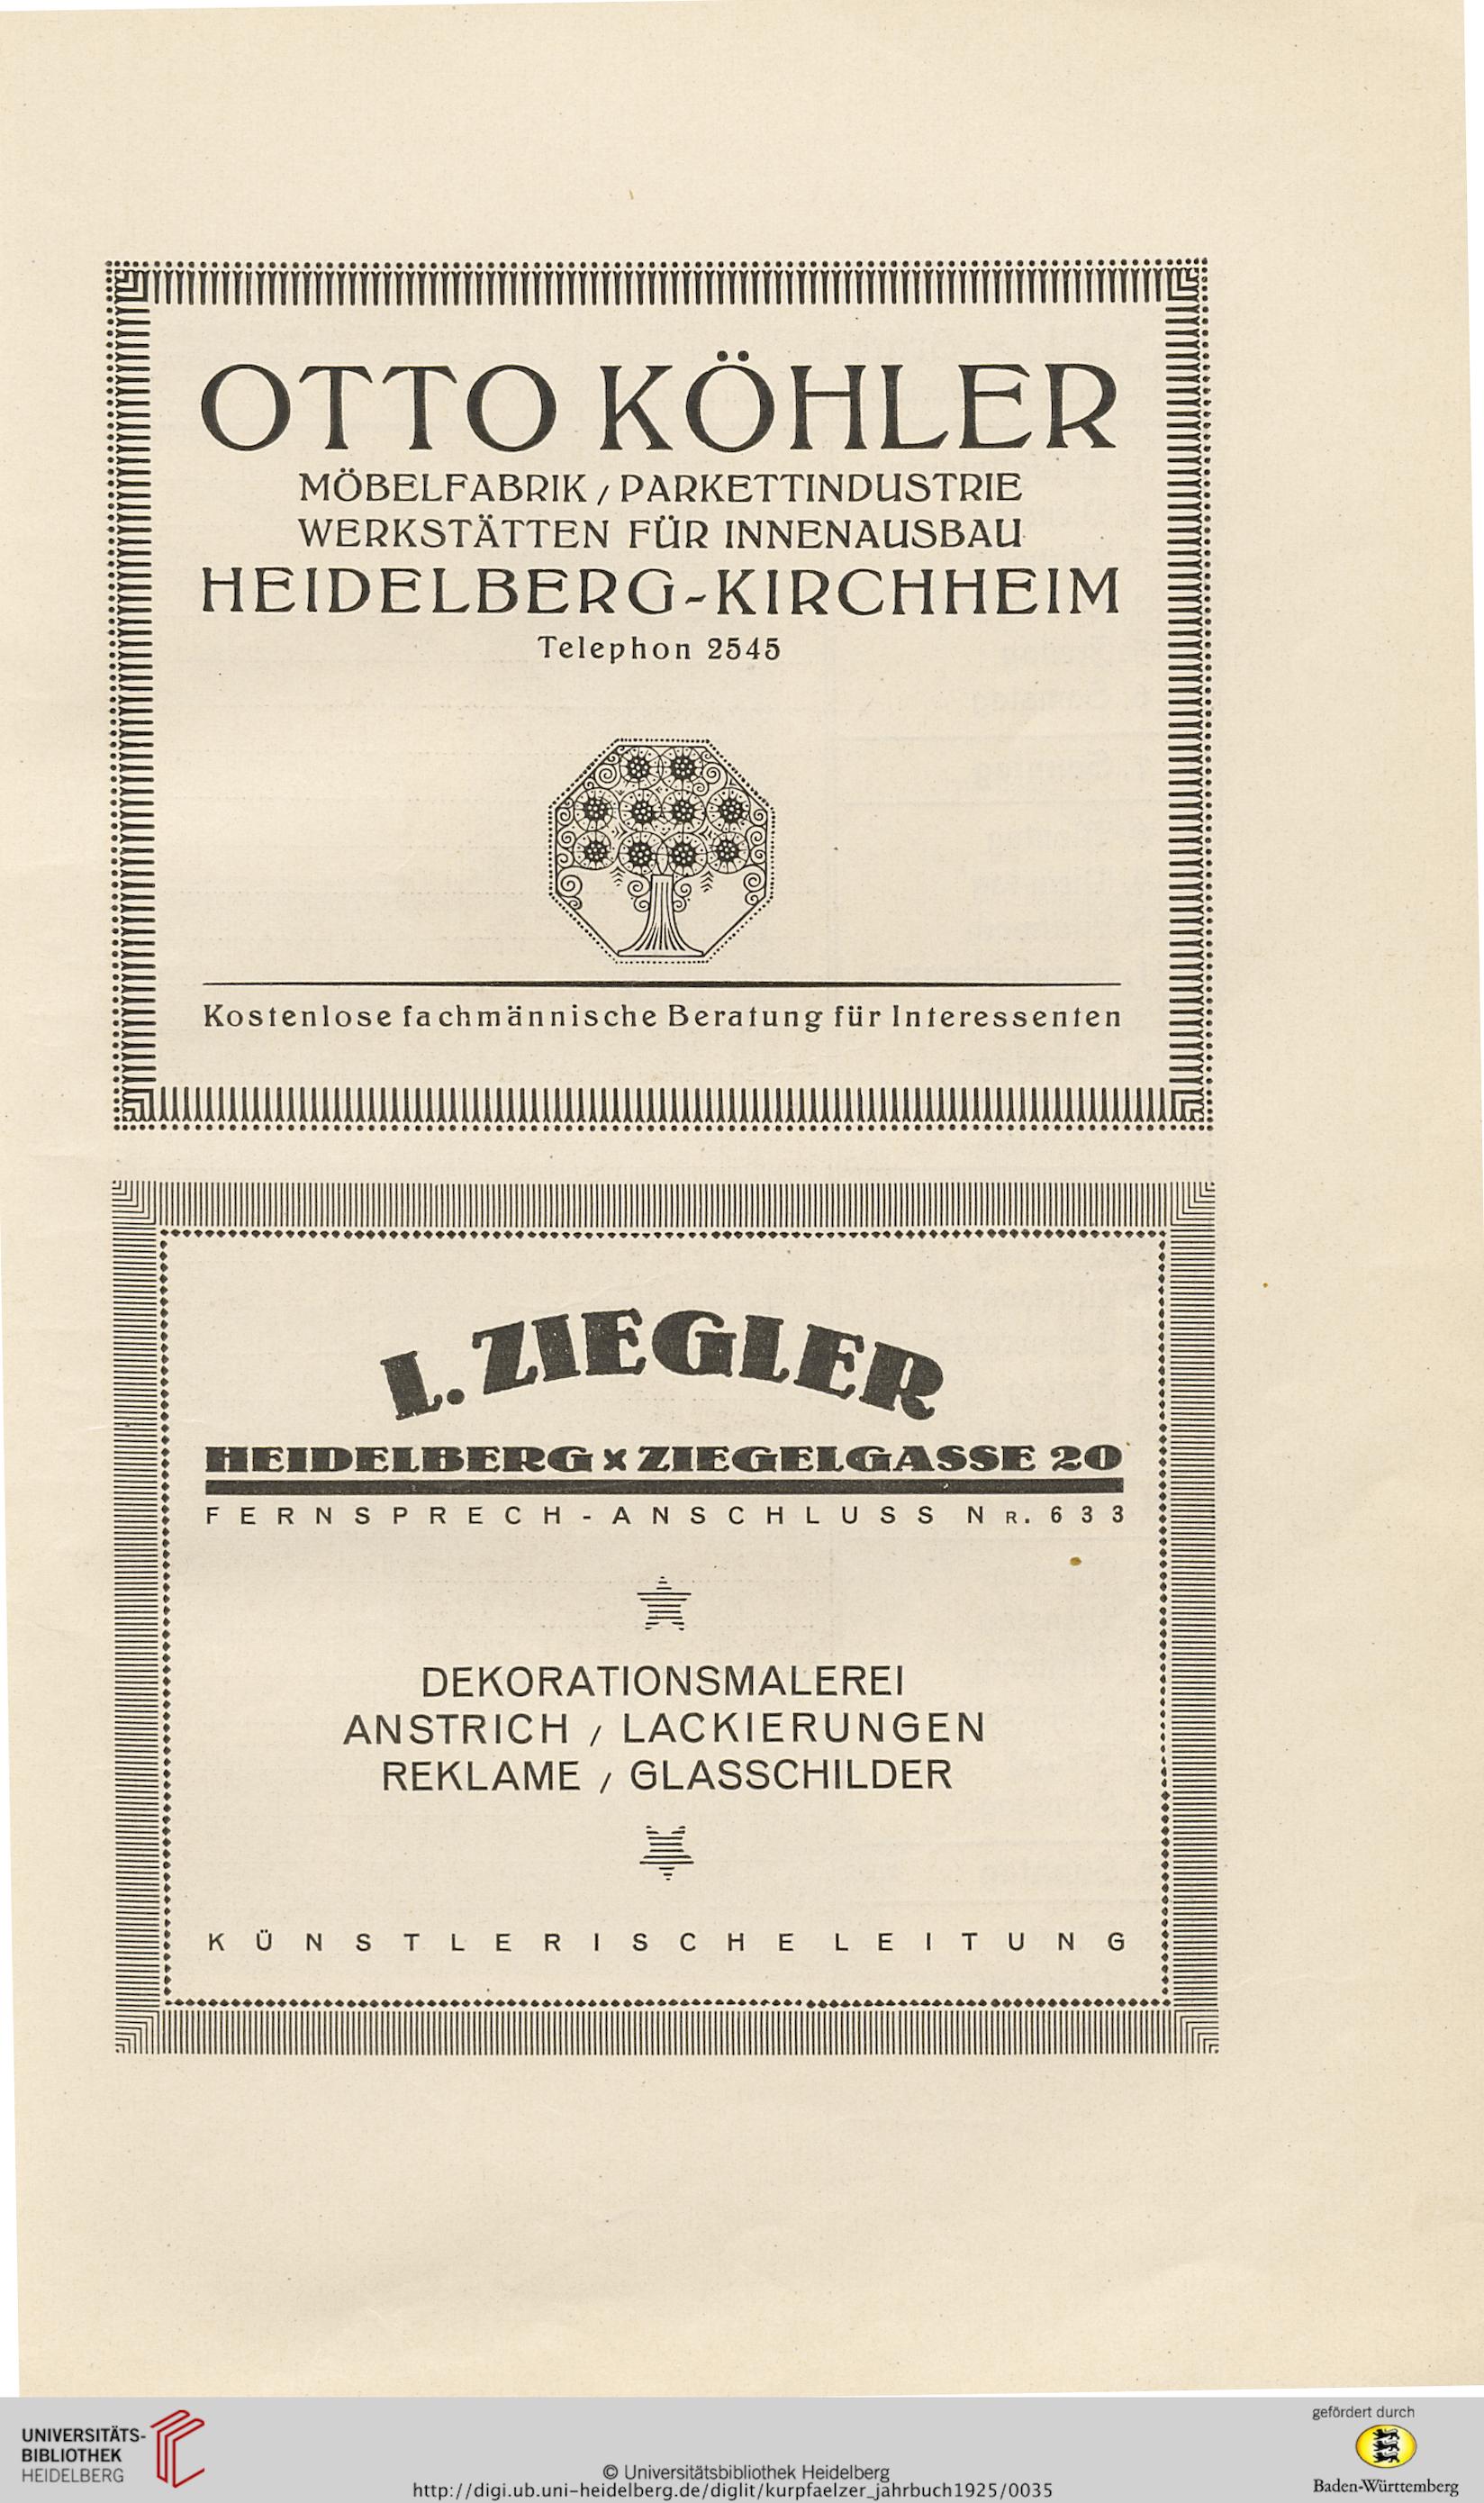 OTTO KÖHLER
MÖBELFABRIK / PARKETTINDUSTRIE
WERKSTÄTTEN FÜR INNENAUSBAU
HEIDELBERG-KIRCHHEIM
Telephon 2545
Kostenlose fachmännische Beratung für Interessenten
L. ZIEGLER
HEIDELBERG x ZIEGELGASSE 20
FERNSPRECH-ANSCHLUSS NR. 633
DEKORATIONSMALEREI
ANSTRICH / LACKIERUNGEN
REKLAME / GLASSCHILDER
KÜNSTLERISCHE LEITUNG
UNIVERSITÄTS-
BIBLIOTHEK
HEIDELBERG
© Universitätsbibliothek Heidelberg
http://digi.ub.uni-heidelberg.de/diglit/kurpfaelzer_jahrbuch1925/0035
gefördert durch
Baden-Württemberg